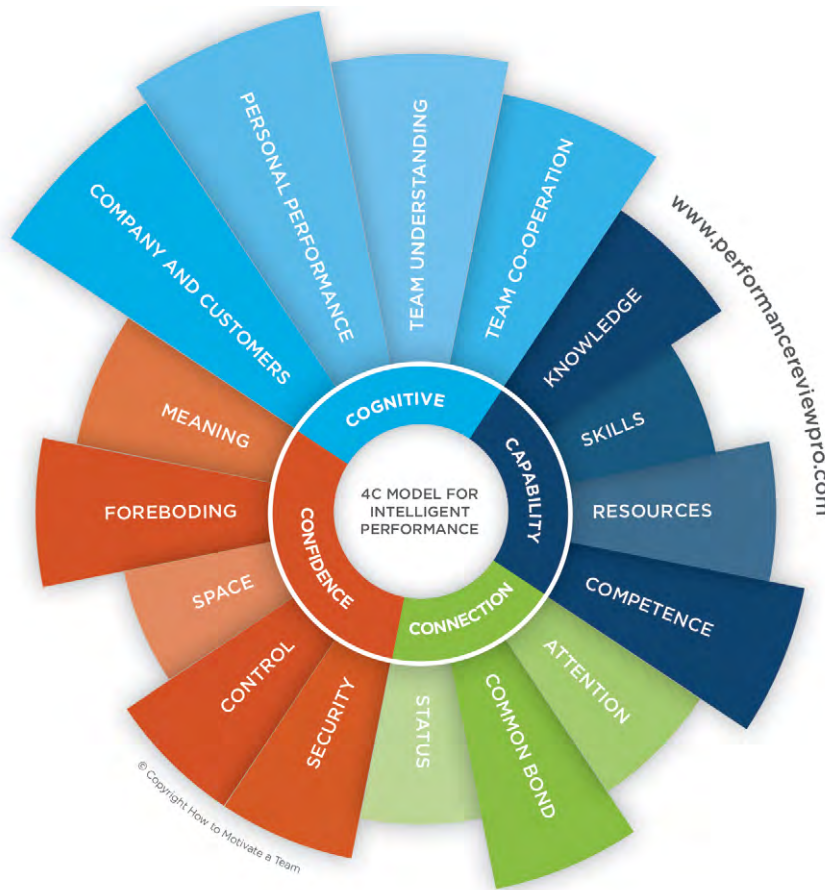 4C MODEL FOR
INTELLIGENT
PERFORMANCE
COGNITIVE
COMPANY AND CUSTOMERS
PERSONAL PERFORMANCE
TEAM UNDERSTANDING
TEAM CO-OPERATION
CAPABILITY
KNOWLEDGE
SKILLS
RESOURCES
COMPETENCE
CONNECTION
ATTENTION
COMMON BOND
STATUS
CONFIDENCE
SECURITY
CONTROL
SPACE
FOREBODING
MEANING
www.performancereviewpro.com
© Copyright How to Motivate a Team